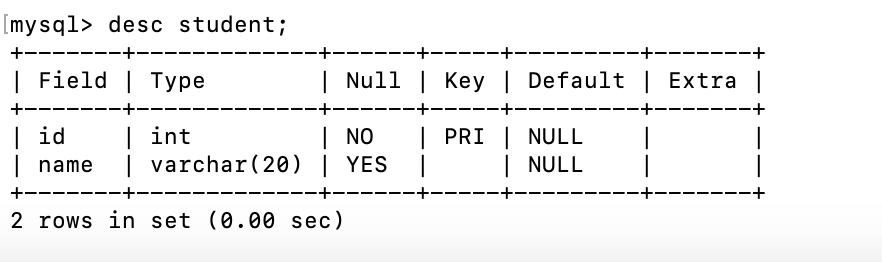 [mysql> desc student;
+-------+-------------+------+-----+---------+-------+
| Field | Type        | Null | Key | Default | Extra |
+-------+-------------+------+-----+---------+-------+
| id    | int         | NO   | PRI | NULL    |       |
| name  | varchar(20) | YES  |     | NULL    |       |
+-------+-------------+------+-----+---------+-------+
2 rows in set (0.00 sec)